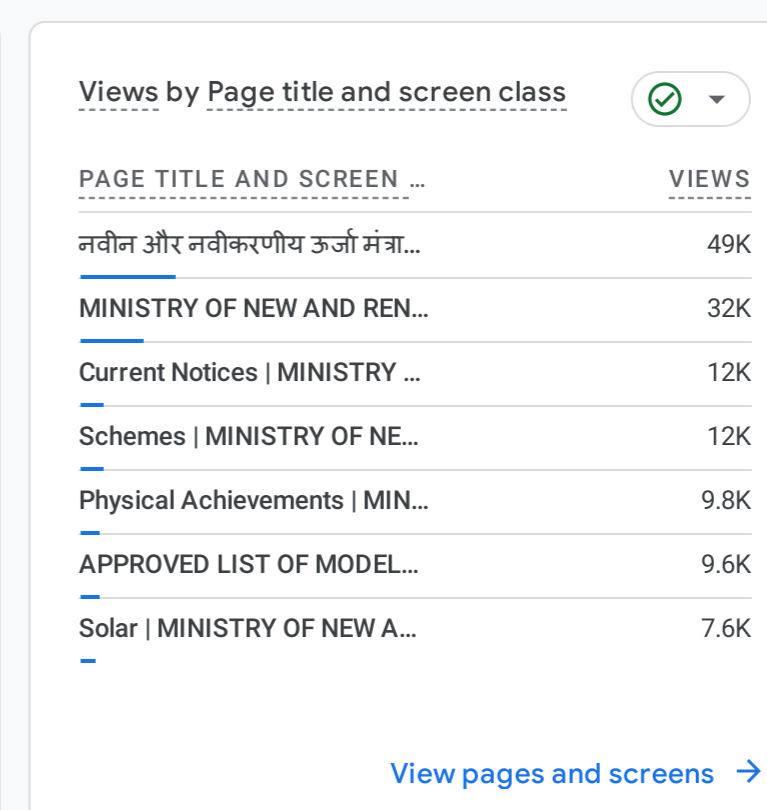 Views by Page title and screen class
PAGE TITLE AND SCREEN ... VIEWS
नवीन और नवीकरणीय ऊर्जा मंत्रा... 49K
MINISTRY OF NEW AND REN... 32K
Current Notices | MINISTRY ... 12K
Schemes | MINISTRY OF NE... 12K
Physical Achievements | MIN... 9.8K
APPROVED LIST OF MODEL... 9.6K
Solar | MINISTRY OF NEW A... 7.6K
View pages and screens